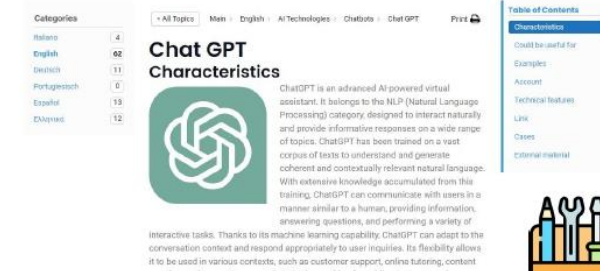 Categories
Italiano 4
English 62
Deutsch 11
Portugiesisch 0
Español 13
Ελληνικά 12
‹ All Topics Main English AI Technologies Chatbots Chat GPT Print
Chat GPT
Characteristics
ChatGPT is an advanced AI-powered virtual
assistant. It belongs to the NLP (Natural Language
Processing) category, designed to interact naturally
and provide informative responses on a wide range
of topics. ChatGPT has been trained on a vast
corpus of texts to understand and generate
coherent and contextually relevant natural language.
With extensive knowledge accumulated from this
training, ChatGPT can communicate with users in a
manner similar to a human, providing information,
answering questions, and performing a variety of
interactive tasks. Thanks to its machine learning capability, ChatGPT can adapt to the
conversation context and respond appropriately to user inquiries. Its flexibility allows
it to be used in various contexts, such as customer support, online tutoring, content
Table of Contents
Characteristics
Could be useful for
Examples
Account
Technical features
Link
Cases
External material